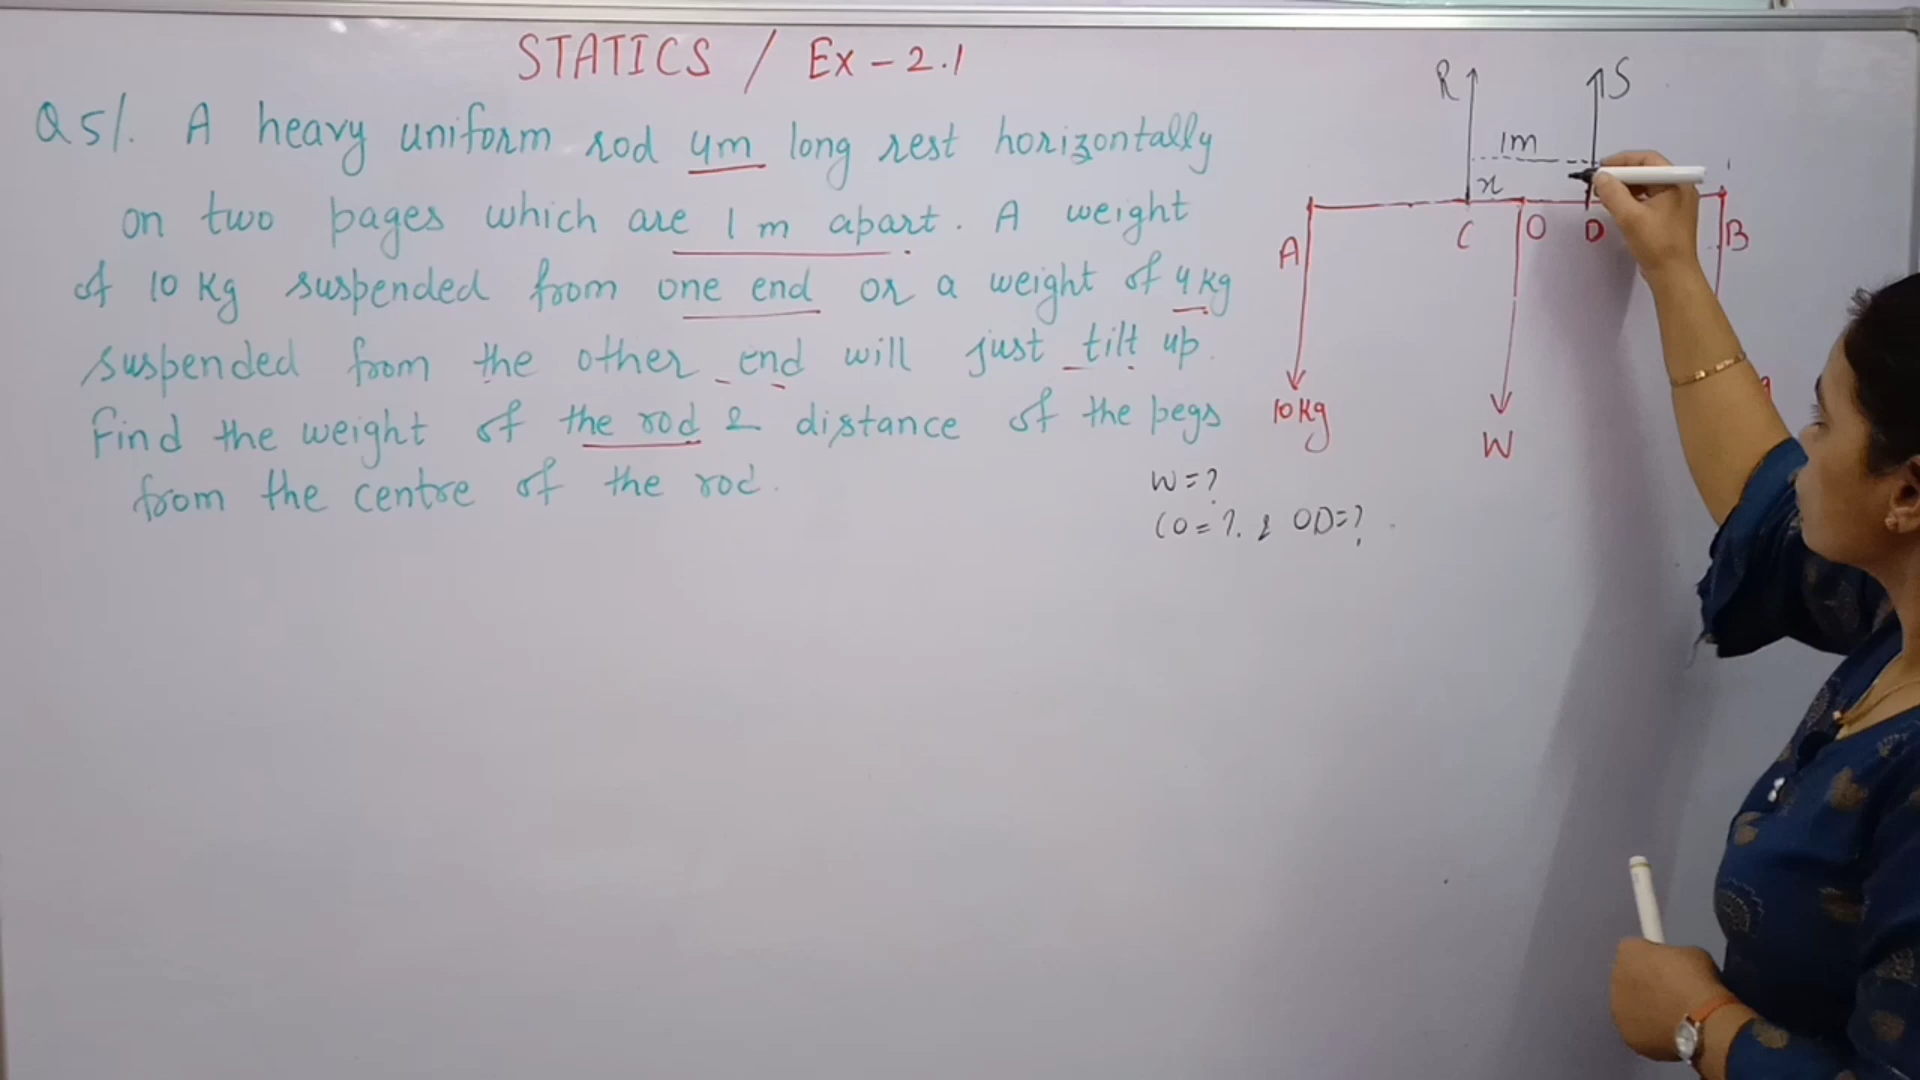 STATICS / Ex - 2.1
Q5/. A heavy uniform rod 4m long rest horizontally
on two pages which are 1 m apart. A weight
of 10 Kg suspended from one end or a weight of 4 Kg
suspended from the other end will just tilt up.
Find the weight of the rod & distance of the pegs
from the centre of the rod.
R S
1m
x
A C O D B
10 Kg
W
W = ?
CO = ?. & OD = ?